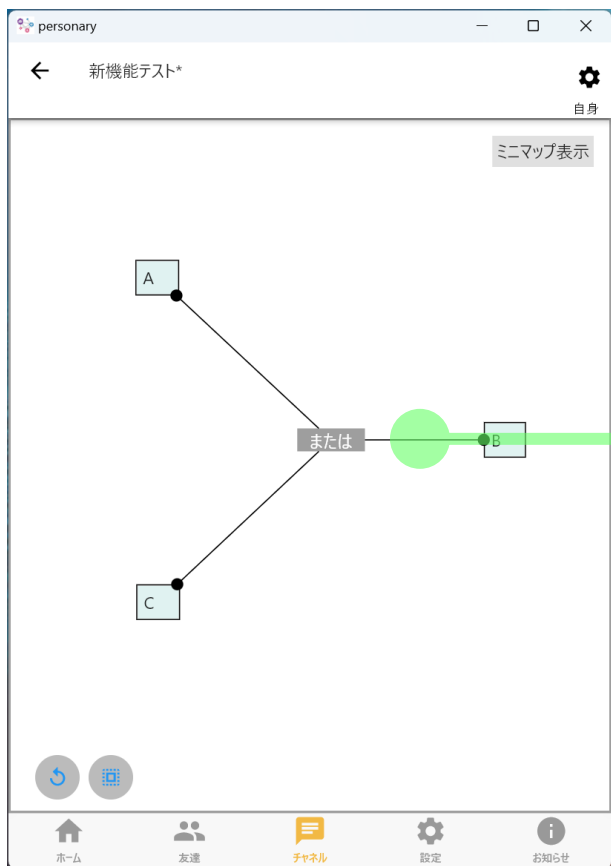 personary
新機能テスト*
自身
ミニマップ表示
A
または
B
C
ホーム
友達
チャネル
設定
お知らせ